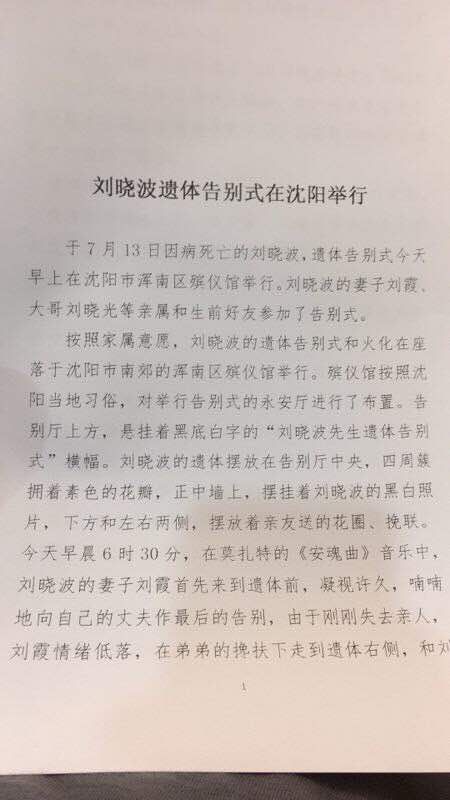 刘晓波遗体告别式在沈阳举行
于7月13日因病死亡的刘晓波,遗体告别式今天
早上在沈阳市浑南区殡仪馆举行。刘晓波的妻子刘霞、
大哥刘晓光等亲属和生前好友参加了告别式。
按照家属意愿，刘晓波的遗体告别式和火化在座
落于沈阳市南郊的浑南区殡仪馆举行。殡仪馆按照沈
阳当地习俗，对举行告别式的永安厅进行了布置。告
别厅上方，悬挂着黑底白字的“刘晓波先生遗体告别
式”横幅。刘晓波的遗体摆放在告别厅中央，四周簇
拥着素色的花瓣，正中墙上，摆挂着刘晓波的黑白照
片，下方和左右两侧，摆放着亲友送的花圈、挽联。
今天早晨6时30分，在莫扎特的《安魂曲》音乐中，
刘晓波的妻子刘霞首先来到遗体前，凝视许久，喃喃
地向自己的丈夫作最后的告别，由于刚刚失去亲人，
刘霞情绪低落，在弟弟的搀扶下走到遗体右侧，和刘
1